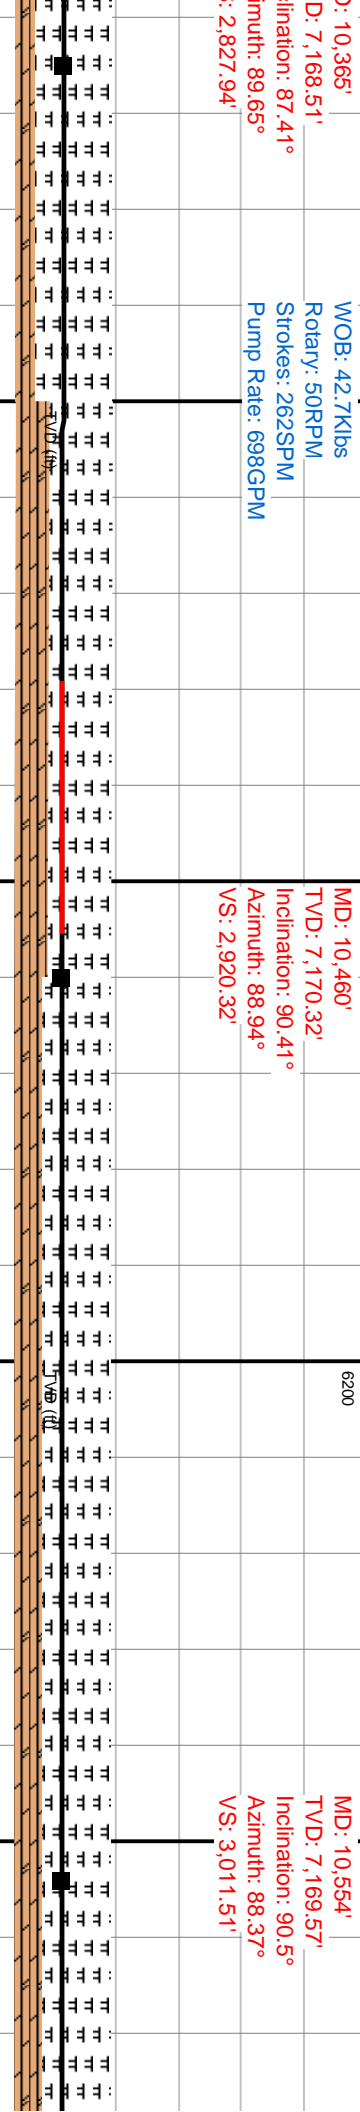 D: 10,365'
D: 7,168.51'
clination: 87.41°
imuth: 89.65°
: 2,827.94'
WOB: 42.7Klbs
Rotary: 50RPM
Strokes: 262SPM
Pump Rate: 698GPM
TVD (ft)
MD: 10,460'
TVD: 7,170.32'
Inclination: 90.41°
Azimuth: 88.94°
VS: 2,920.32'
6200
TVD (ft)
MD: 10,554'
TVD: 7,169.57'
Inclination: 90.5°
Azimuth: 88.37°
VS: 3,011.51'